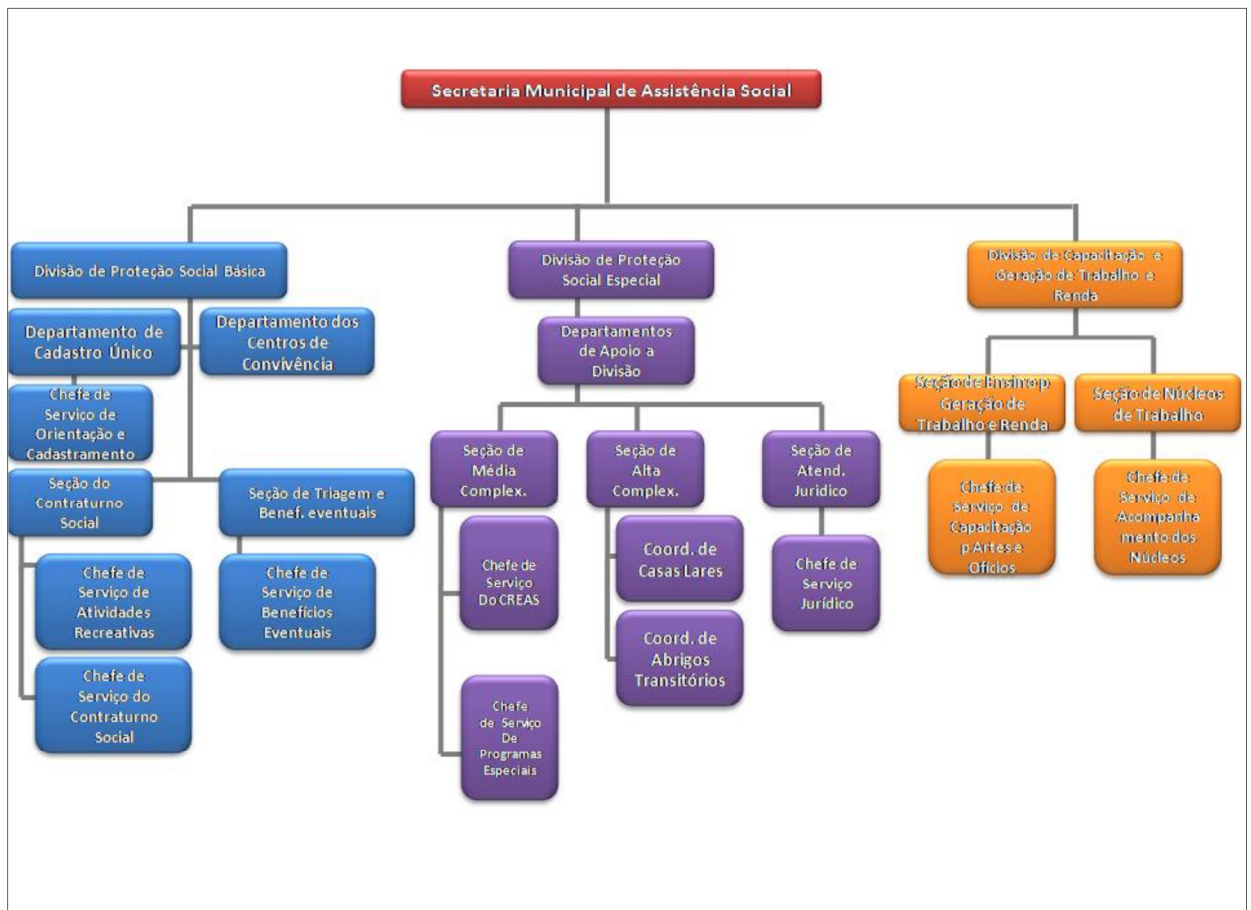 Secretaria Municipal de Assistência Social
Divisão de Proteção Social Básica
Departamento de
Cadastro Único
Departamento dos
Centros de
Convivência
Chefe de
Serviço de
Orientação e
Cadastramento
Seção do
Contraturno
Social
Seção de Triagem e
Benef. eventuais
Chefe de
Serviço de
Atividades
Recreativas
Chefe de
Serviço de
Benefícios
Eventuais
Chefe de
Serviço do
Contraturno
Social
Divisão de Proteção
Social Especial
Departamentos
de Apoio a
Divisão
Seção de
Média
Complex.
Seção de
Alta
Complex.
Seção de
Atend.
Juridico
Chefe de
Serviço
Do CREAS
Coord. de
Casas Lares
Chefe de
Serviço
Jurídico
Coord. de
Abrigos
Transitórios
Chefe
de Serviço
De
Programas
Especiais
Divisão de Capacitação e
Geração de Trabalho e
Renda
Seção de Ensino p
Geração de
Trabalho e Renda
Seção de Núcleos
de Trabalho
Chefe de
Serviço de
Capacitação
p Artes e
Ofícios
Chefe de
Serviço de
Acompanha
mento dos
Núcleos